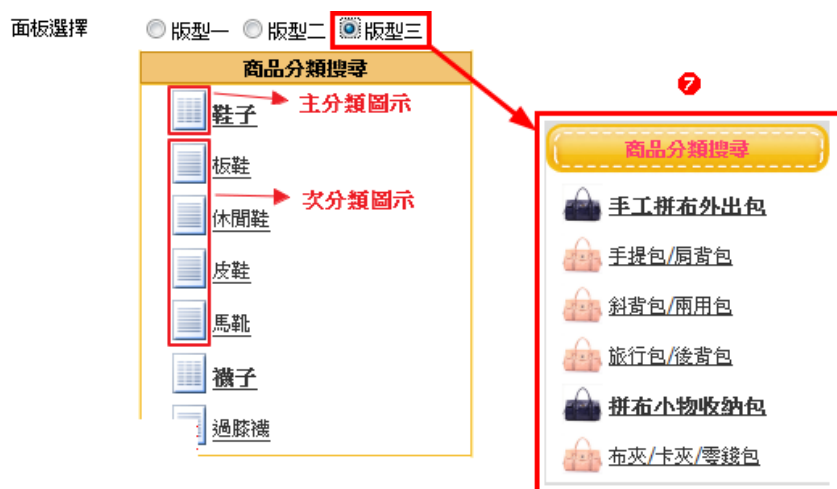 面板選擇
版型一
版型二
版型三
商品分類搜尋
鞋子
主分類圖示
板鞋
次分類圖示
休閒鞋
皮鞋
馬靴
襪子
過膝襪
7
商品分類搜尋
手工拼布外出包
手提包/肩背包
斜背包/兩用包
旅行包/後背包
拼布小物收納包
布夾/卡夾/零錢包